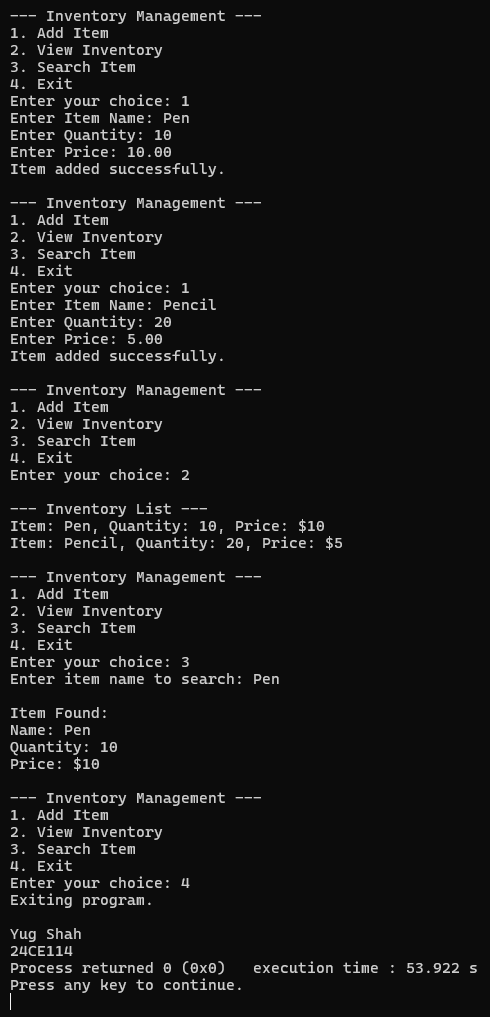 --- Inventory Management ---
1. Add Item
2. View Inventory
3. Search Item
4. Exit
Enter your choice: 1
Enter Item Name: Pen
Enter Quantity: 10
Enter Price: 10.00
Item added successfully.

--- Inventory Management ---
1. Add Item
2. View Inventory
3. Search Item
4. Exit
Enter your choice: 1
Enter Item Name: Pencil
Enter Quantity: 20
Enter Price: 5.00
Item added successfully.

--- Inventory Management ---
1. Add Item
2. View Inventory
3. Search Item
4. Exit
Enter your choice: 2

--- Inventory List ---
Item: Pen, Quantity: 10, Price: $10
Item: Pencil, Quantity: 20, Price: $5

--- Inventory Management ---
1. Add Item
2. View Inventory
3. Search Item
4. Exit
Enter your choice: 3
Enter item name to search: Pen

Item Found:
Name: Pen
Quantity: 10
Price: $10

--- Inventory Management ---
1. Add Item
2. View Inventory
3. Search Item
4. Exit
Enter your choice: 4
Exiting program.

Yug Shah
24CE114
Process returned 0 (0x0)   execution time : 53.922 s
Press any key to continue.